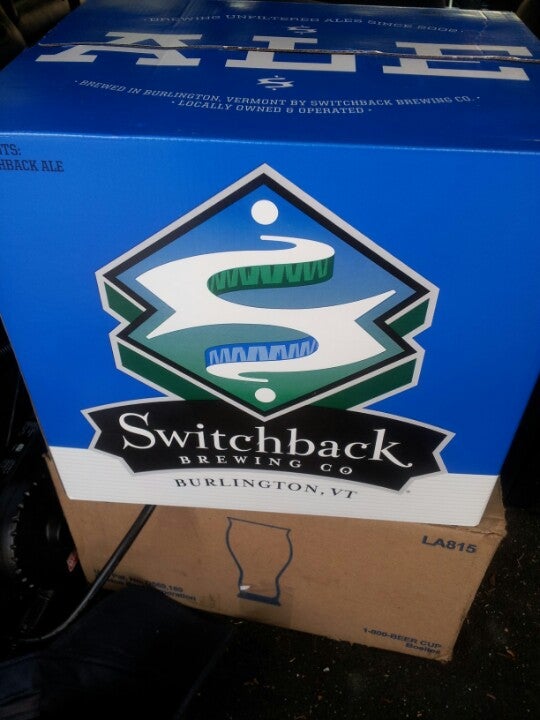 BREWING UNFILTERED ALES SINCE 2002
ALE
• BREWED IN BURLINGTON, VERMONT BY SWITCHBACK BREWING CO. •
• LOCALLY OWNED & OPERATED •
TS:
HBACK ALE
Switchback
BREWING CO
BURLINGTON, VT
LA815
1-800-BEER CUP